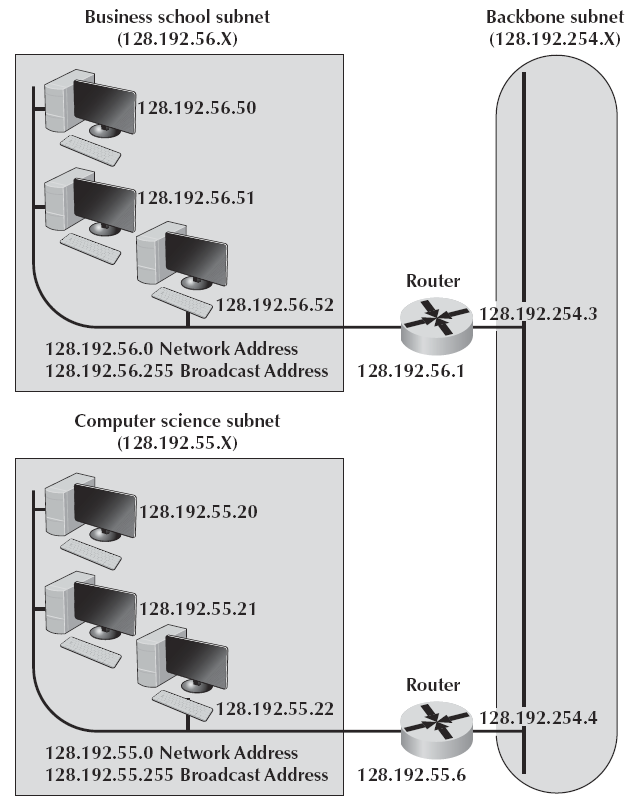 Business school subnet
(128.192.56.X)
Backbone subnet
(128.192.254.X)
128.192.56.50
128.192.56.51
128.192.56.52
Router
128.192.254.3
128.192.56.0 Network Address
128.192.56.255 Broadcast Address
128.192.56.1
Computer science subnet
(128.192.55.X)
128.192.55.20
128.192.55.21
128.192.55.22
Router
128.192.254.4
128.192.55.0 Network Address
128.192.55.255 Broadcast Address
128.192.55.6